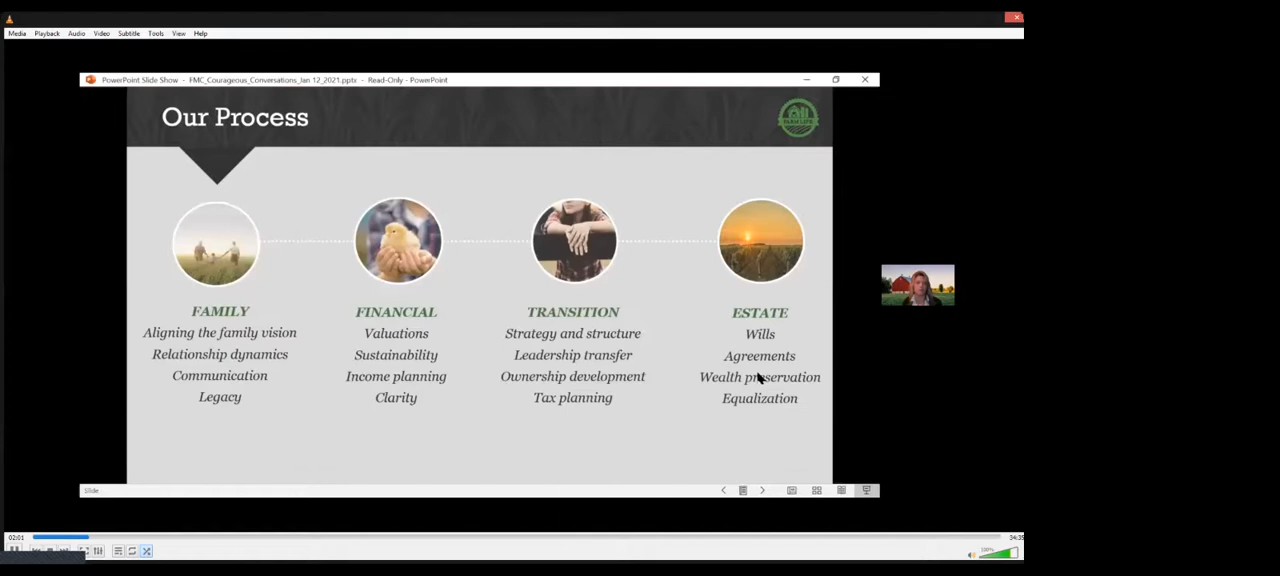 Media Playback Audio Video Subtitle Tools View Help
PowerPoint Slide Show - FMC_Courageous_Conversations_Jan 12_2021.pptx - Read-Only - PowerPoint
Our Process
FAMILY
Aligning the family vision
Relationship dynamics
Communication
Legacy
FINANCIAL
Valuations
Sustainability
Income planning
Clarity
TRANSITION
Strategy and structure
Leadership transfer
Ownership development
Tax planning
ESTATE
Wills
Agreements
Wealth preservation
Equalization
Slide
02:01
34:35
100%